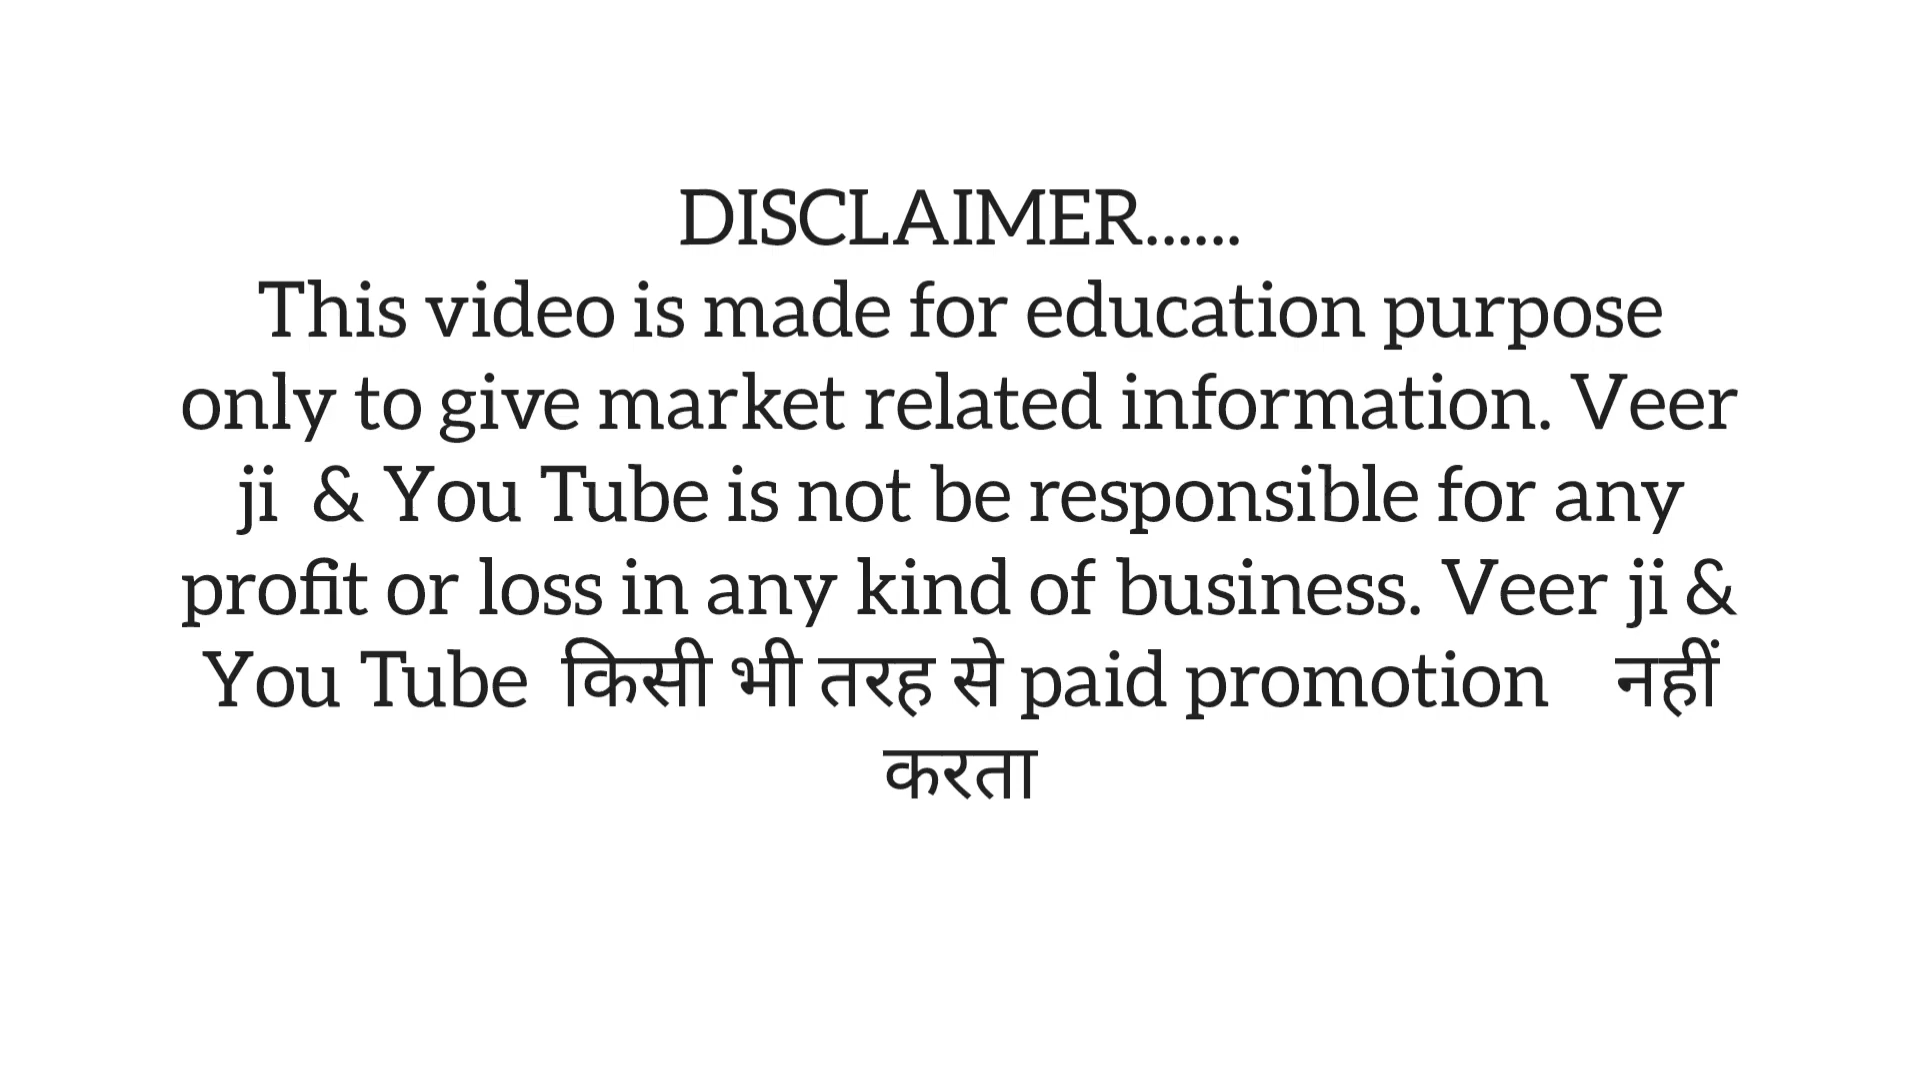 DISCLAIMER......
This video is made for education purpose
only to give market related information. Veer
ji  & You Tube is not be responsible for any
profit or loss in any kind of business. Veer ji &
You Tube  किसी भी तरह से paid promotion    नहीं
करता